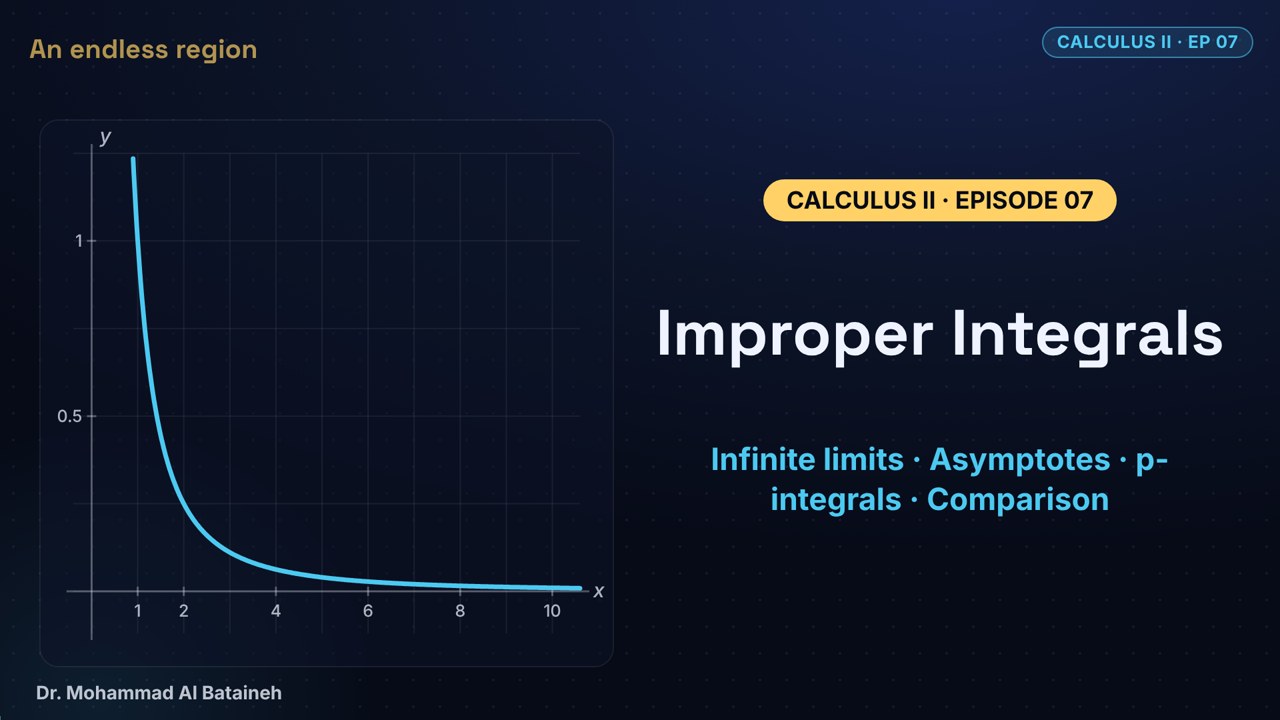 An endless region
CALCULUS II · EP 07
y
1
0.5
1 2 4 6 8 10
x
CALCULUS II · EPISODE 07
Improper Integrals
Infinite limits · Asymptotes · p-
integrals · Comparison
Dr. Mohammad Al Bataineh